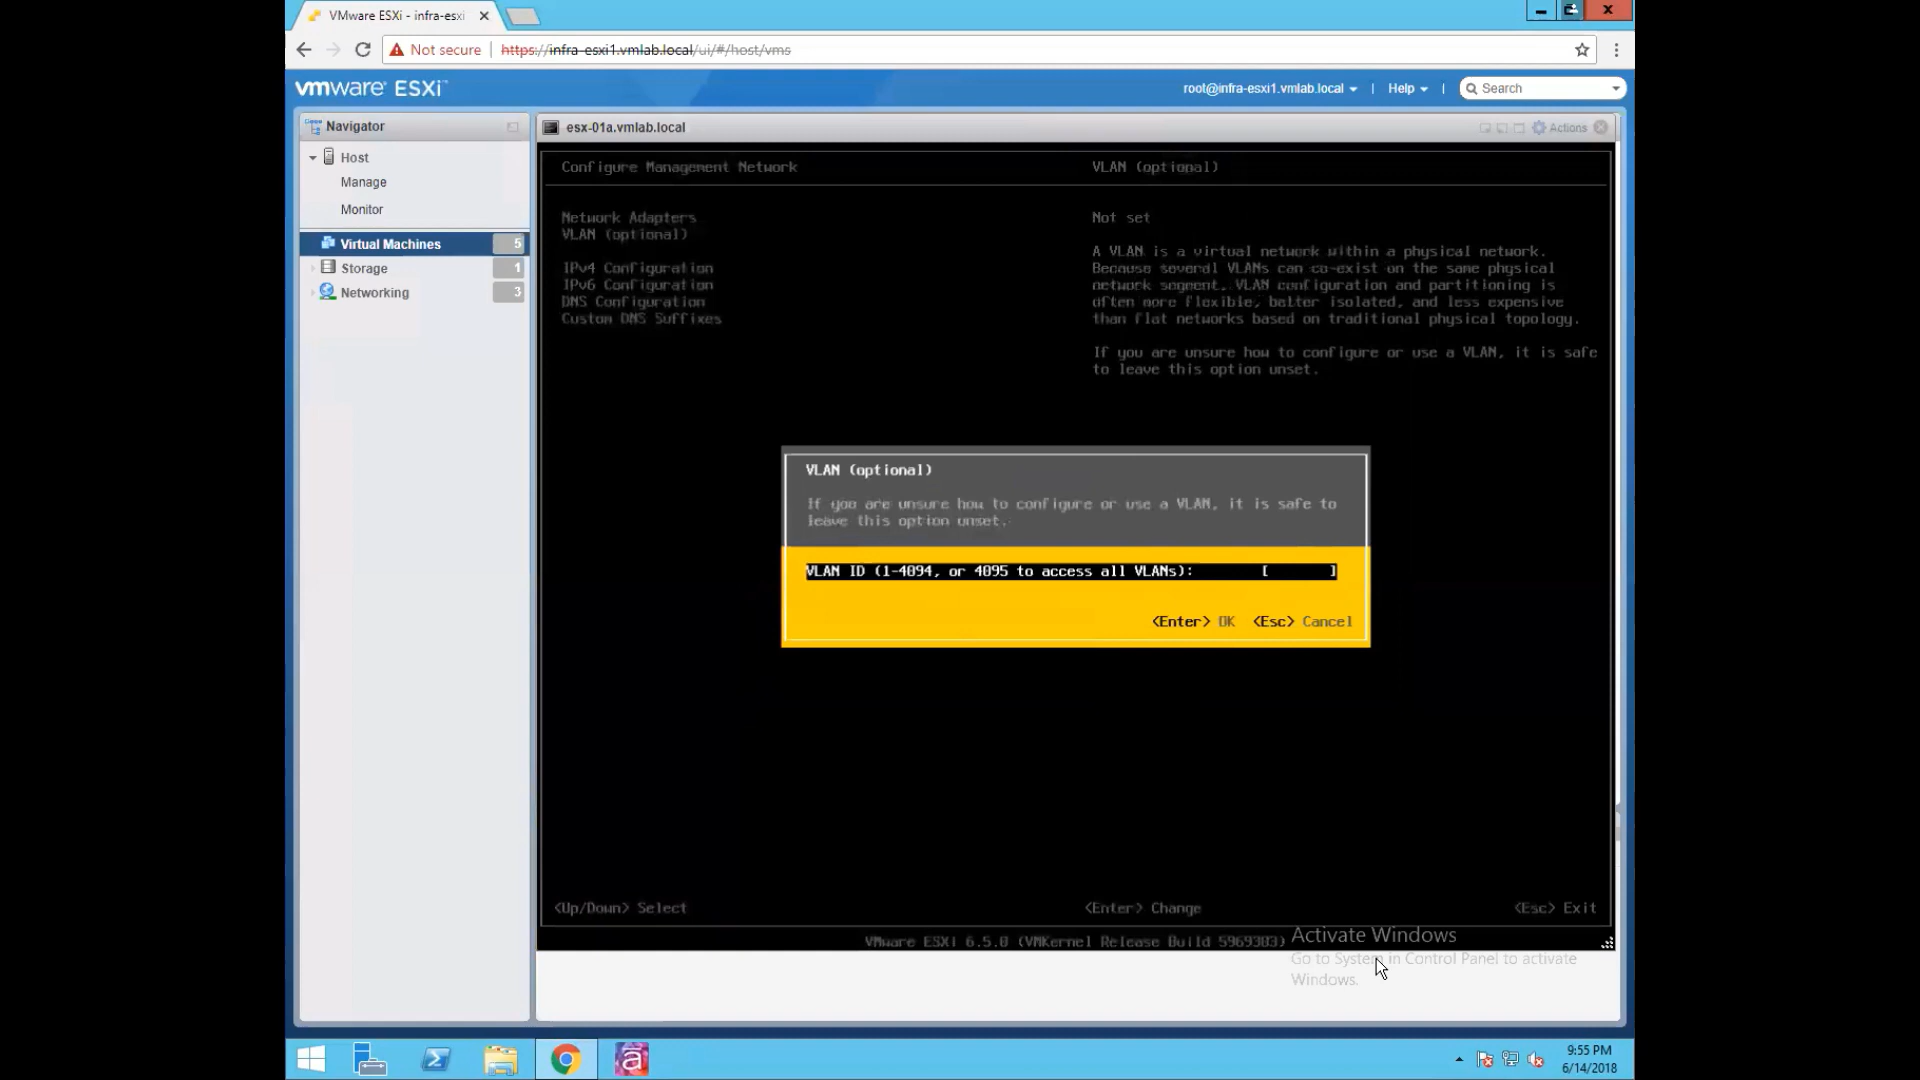 VMware ESXi - infra-esxi
Not secure
https://infra-esxi1.vmlab.local/ui/#/host/vms
vmware ESXi™
root@infra-esxi1.vmlab.local
Help
Search
Navigator
Host
Manage
Monitor
Virtual Machines 5
Storage 1
Networking 3
esx-01a.vmlab.local
Actions
Configure Management Network
VLAN (optional)
Network Adapters
VLAN (optional)
IPv4 Configuration
IPv6 Configuration
DNS Configuration
Custom DNS Suffixes
Not set
A VLAN is a virtual network within a physical network.
Because several VLANs can co-exist on the same physical
network segment, VLAN configuration and partitioning is
often more flexible, better isolated, and less expensive
than flat networks based on traditional physical topology.
If you are unsure how to configure or use a VLAN, it is safe
to leave this option unset.
VLAN (optional)
If you are unsure how to configure or use a VLAN, it is safe to
leave this option unset.
VLAN ID (1-4094, or 4095 to access all VLANs): [ ]
<Enter> OK <Esc> Cancel
<Up/Down> Select
<Enter> Change
<Esc> Exit
VMware ESXi 6.5.0 (VMKernel Release Build 5969303)
Activate Windows
Go to System in Control Panel to activate
Windows.
9:55 PM
6/14/2018